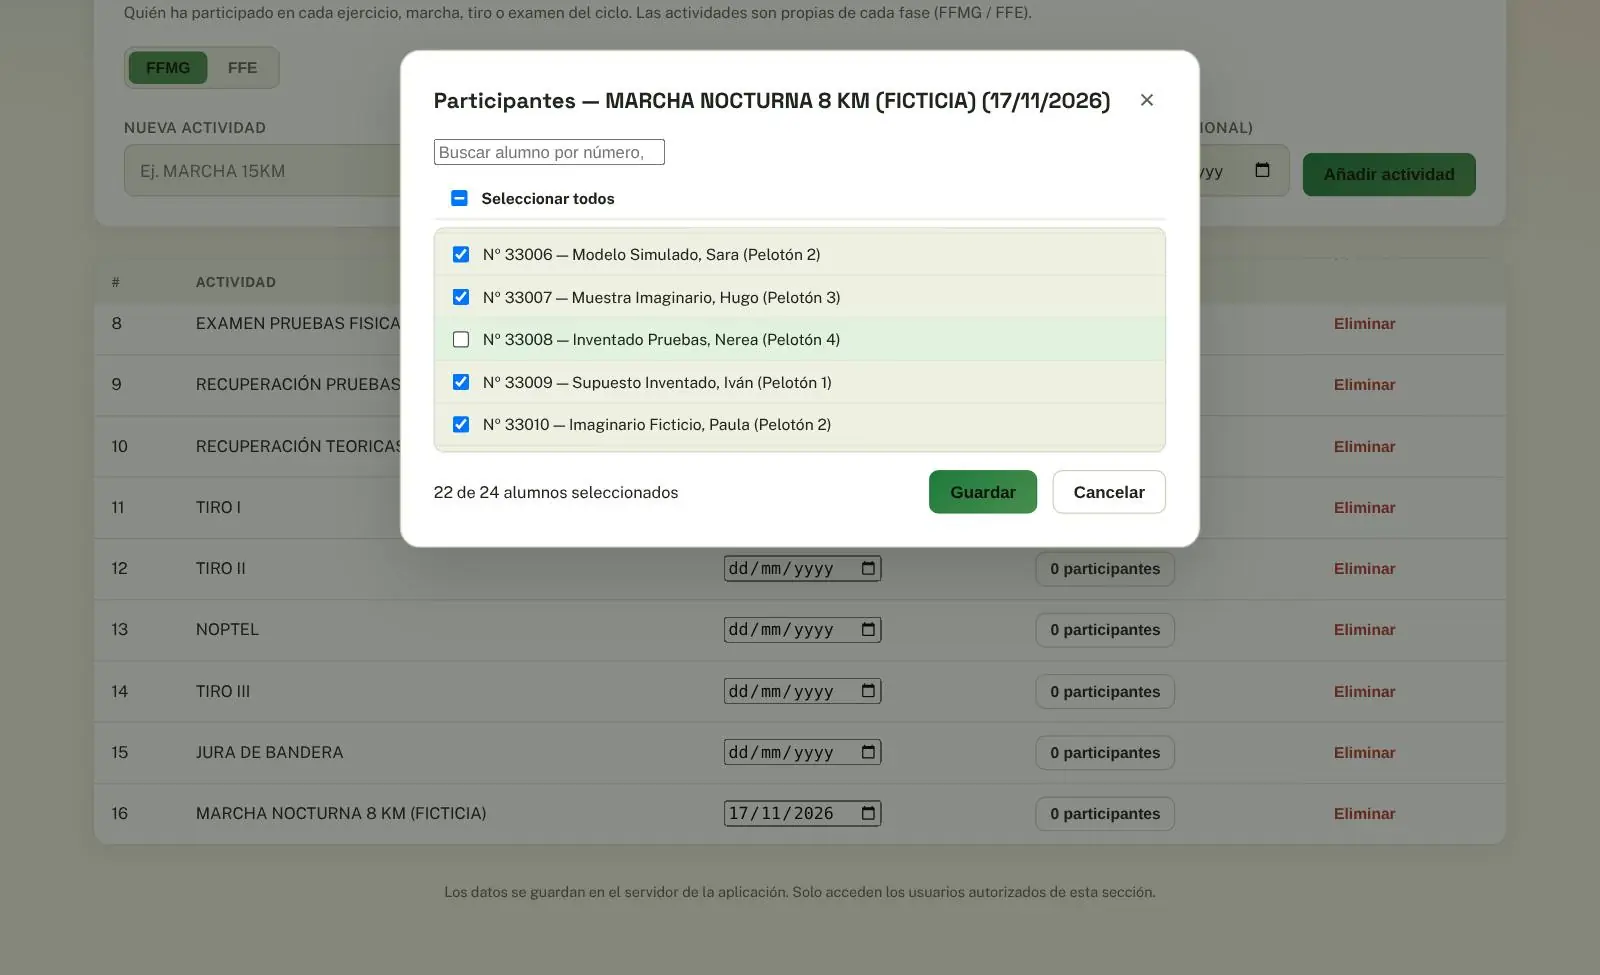 Quién ha participado en cada ejercicio, marcha, tiro o examen del ciclo. Las actividades son propias de cada fase (FFMG / FFE).
FFMG FFE
NUEVA ACTIVIDAD
IONAL)
Ej. MARCHA 15KM
yyy
Añadir actividad
Participantes — MARCHA NOCTURNA 8 KM (FICTICIA) (17/11/2026) ×
Buscar alumno por número,
Seleccionar todos
Nº 33006 — Modelo Simulado, Sara (Pelotón 2)
Nº 33007 — Muestra Imaginario, Hugo (Pelotón 3)
Nº 33008 — Inventado Pruebas, Nerea (Pelotón 4)
Nº 33009 — Supuesto Inventado, Iván (Pelotón 1)
Nº 33010 — Imaginario Ficticio, Paula (Pelotón 2)
22 de 24 alumnos seleccionados
Guardar Cancelar
# ACTIVIDAD
8 EXAMEN PRUEBAS FISICA Eliminar
9 RECUPERACIÓN PRUEBAS Eliminar
10 RECUPERACIÓN TEORICAS Eliminar
11 TIRO I Eliminar
12 TIRO II dd/mm/yyyy 0 participantes Eliminar
13 NOPTEL dd/mm/yyyy 0 participantes Eliminar
14 TIRO III dd/mm/yyyy 0 participantes Eliminar
15 JURA DE BANDERA dd/mm/yyyy 0 participantes Eliminar
16 MARCHA NOCTURNA 8 KM (FICTICIA) 17/11/2026 0 participantes Eliminar
Los datos se guardan en el servidor de la aplicación. Solo acceden los usuarios autorizados de esta sección.